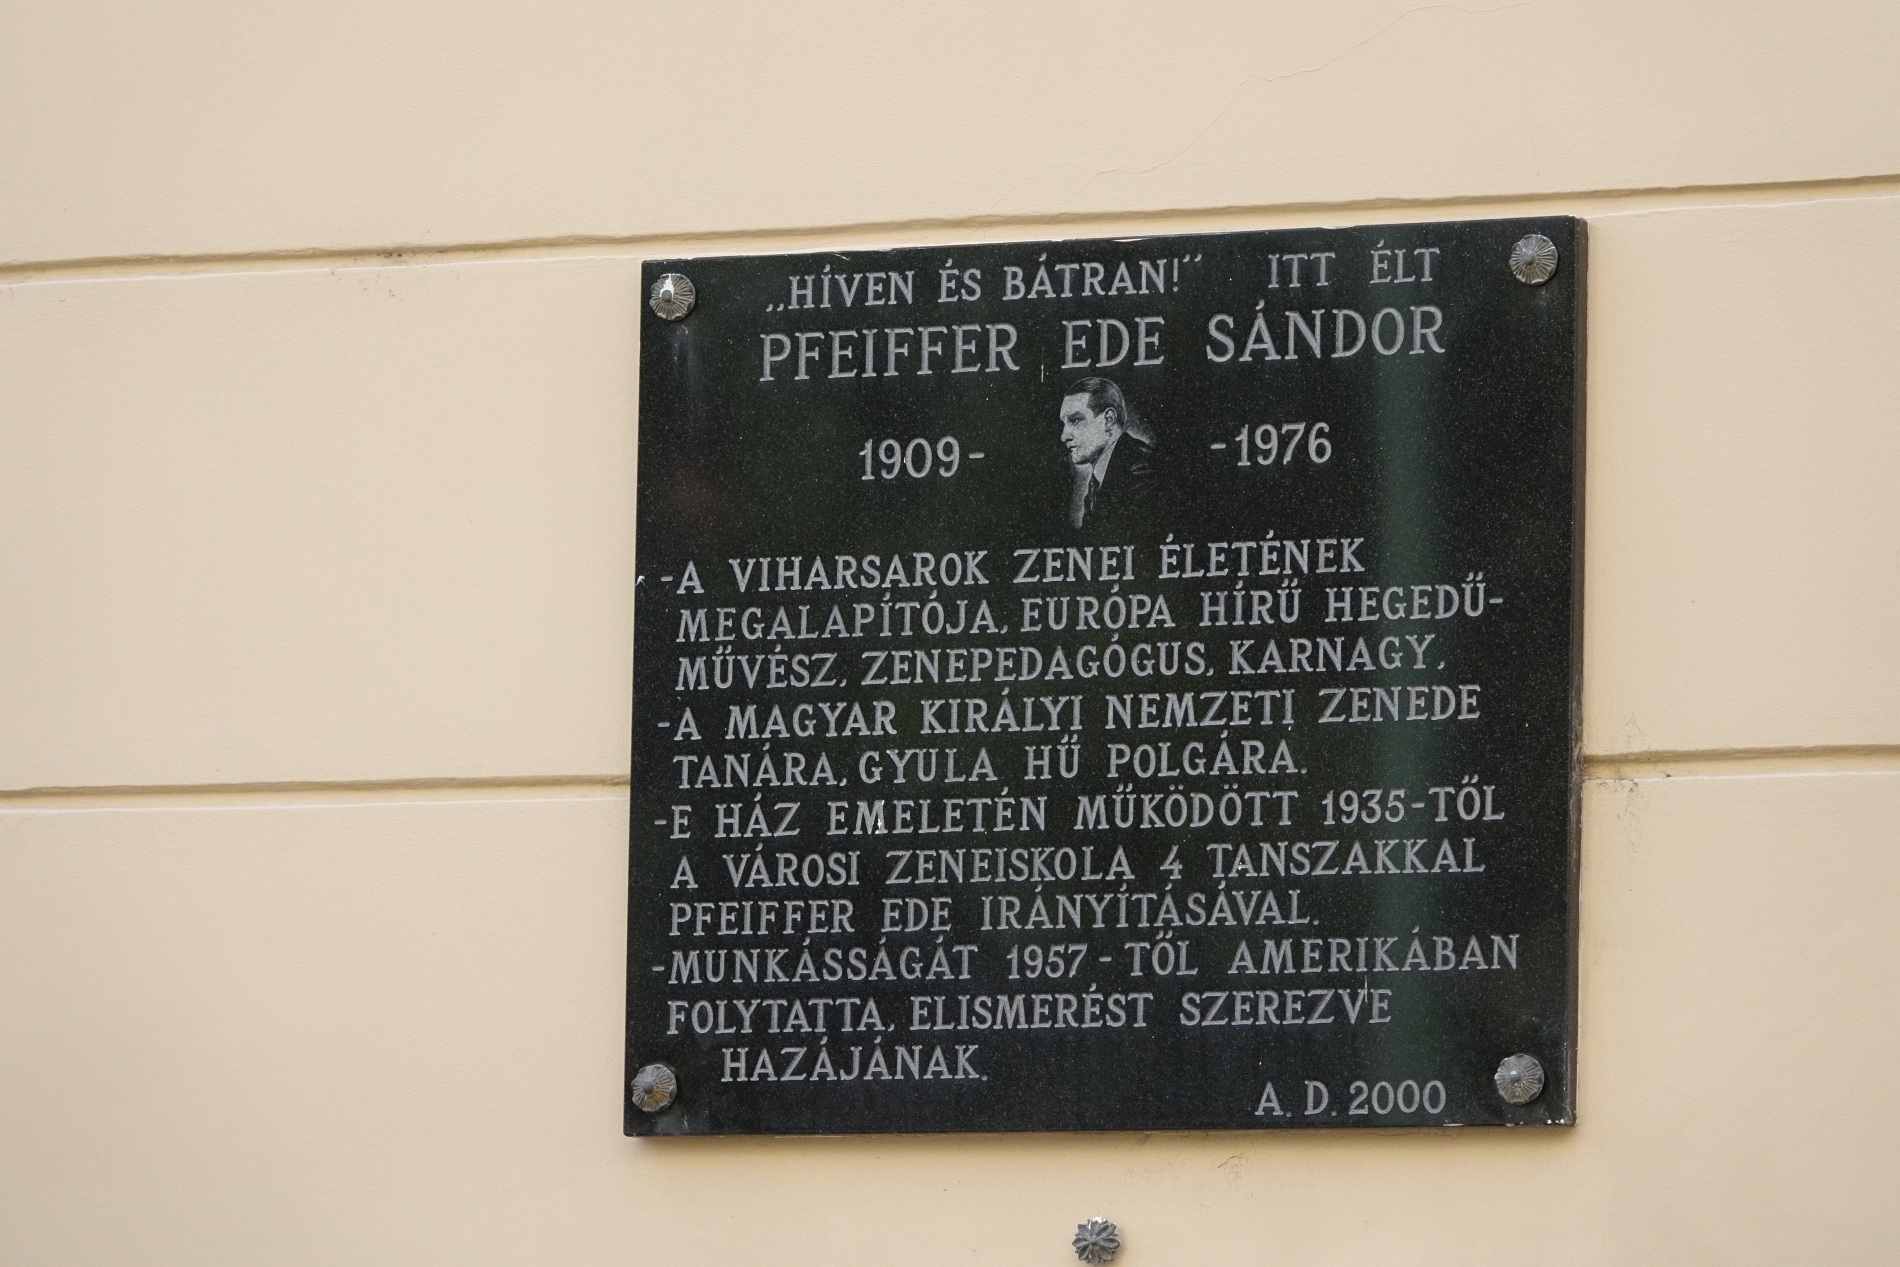 „HÍVEN ÉS BÁTRAN!“ ITT ÉLT
PFEIFFER EDE SÁNDOR
1909- -1976
-A VIHARSAROK ZENEI ÉLETÉNEK
MEGALAPÍTÓJA, EURÓPA HÍRŰ HEGEDŰ-
MŰVÉSZ, ZENEPEDAGÓGUS, KARNAGY,
-A MAGYAR KIRÁLYI NEMZETI ZENEDE
TANÁRA, GYULA HŰ POLGÁRA.
-E HÁZ EMELETÉN MŰKÖDÖTT 1935-TŐL
A VÁROSI ZENEISKOLA 4 TANSZAKKAL
PFEIFFER EDE IRÁNYÍTÁSÁVAL.
-MUNKÁSSÁGÁT 1957-TŐL AMERIKÁBAN
FOLYTATTA, ELISMERÉST SZEREZVE
HAZÁJÁNAK.
A. D. 2000